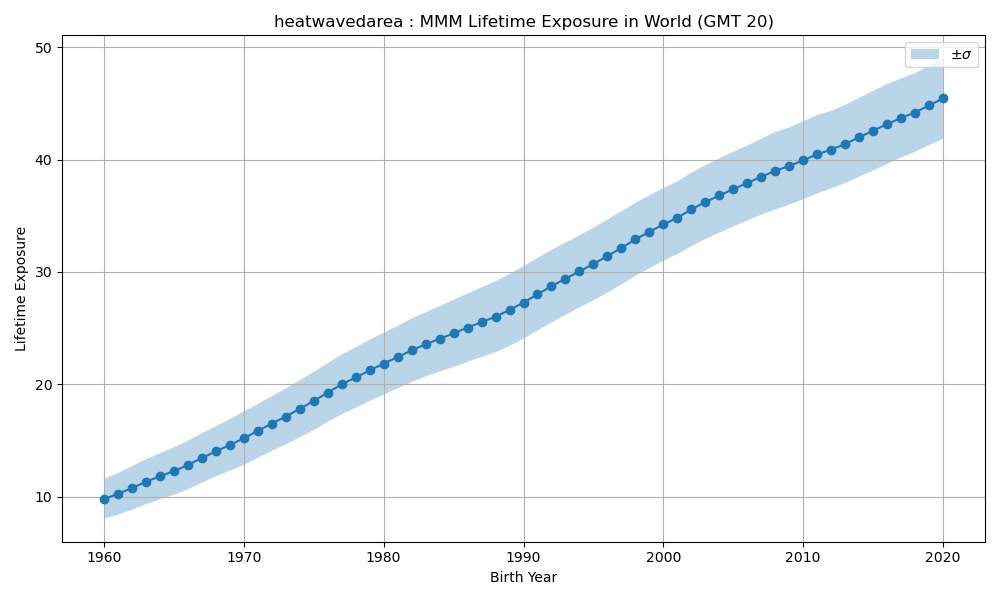 heatwavedarea : MMM Lifetime Exposure in World (GMT 20)
±σ
Lifetime Exposure
50
40
30
20
10
1960 1970 1980 1990 2000 2010 2020
Birth Year